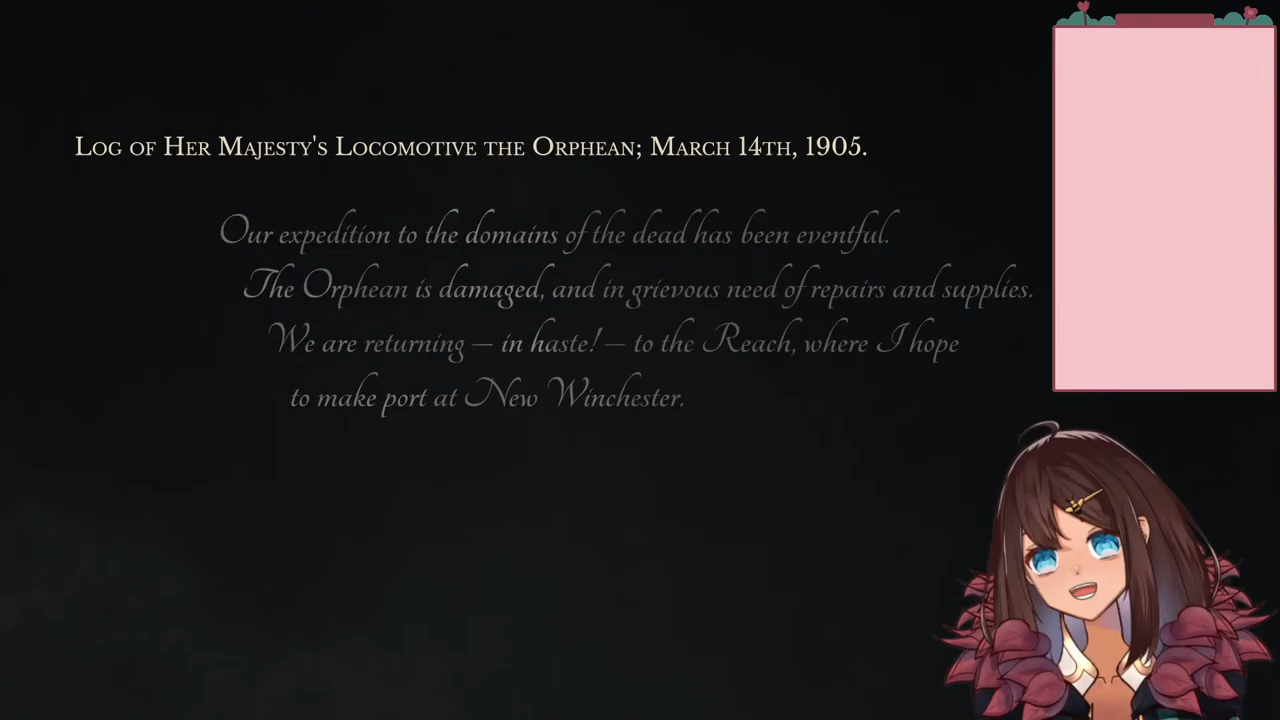 Log of Her Majesty's Locomotive the Orphean; March 14th, 1905.
Our expedition to the domains of the dead has been eventful.
The Orphean is damaged, and in grievous need of repairs and supplies.
We are returning — in haste! — to the Reach, where I hope
to make port at New Winchester.